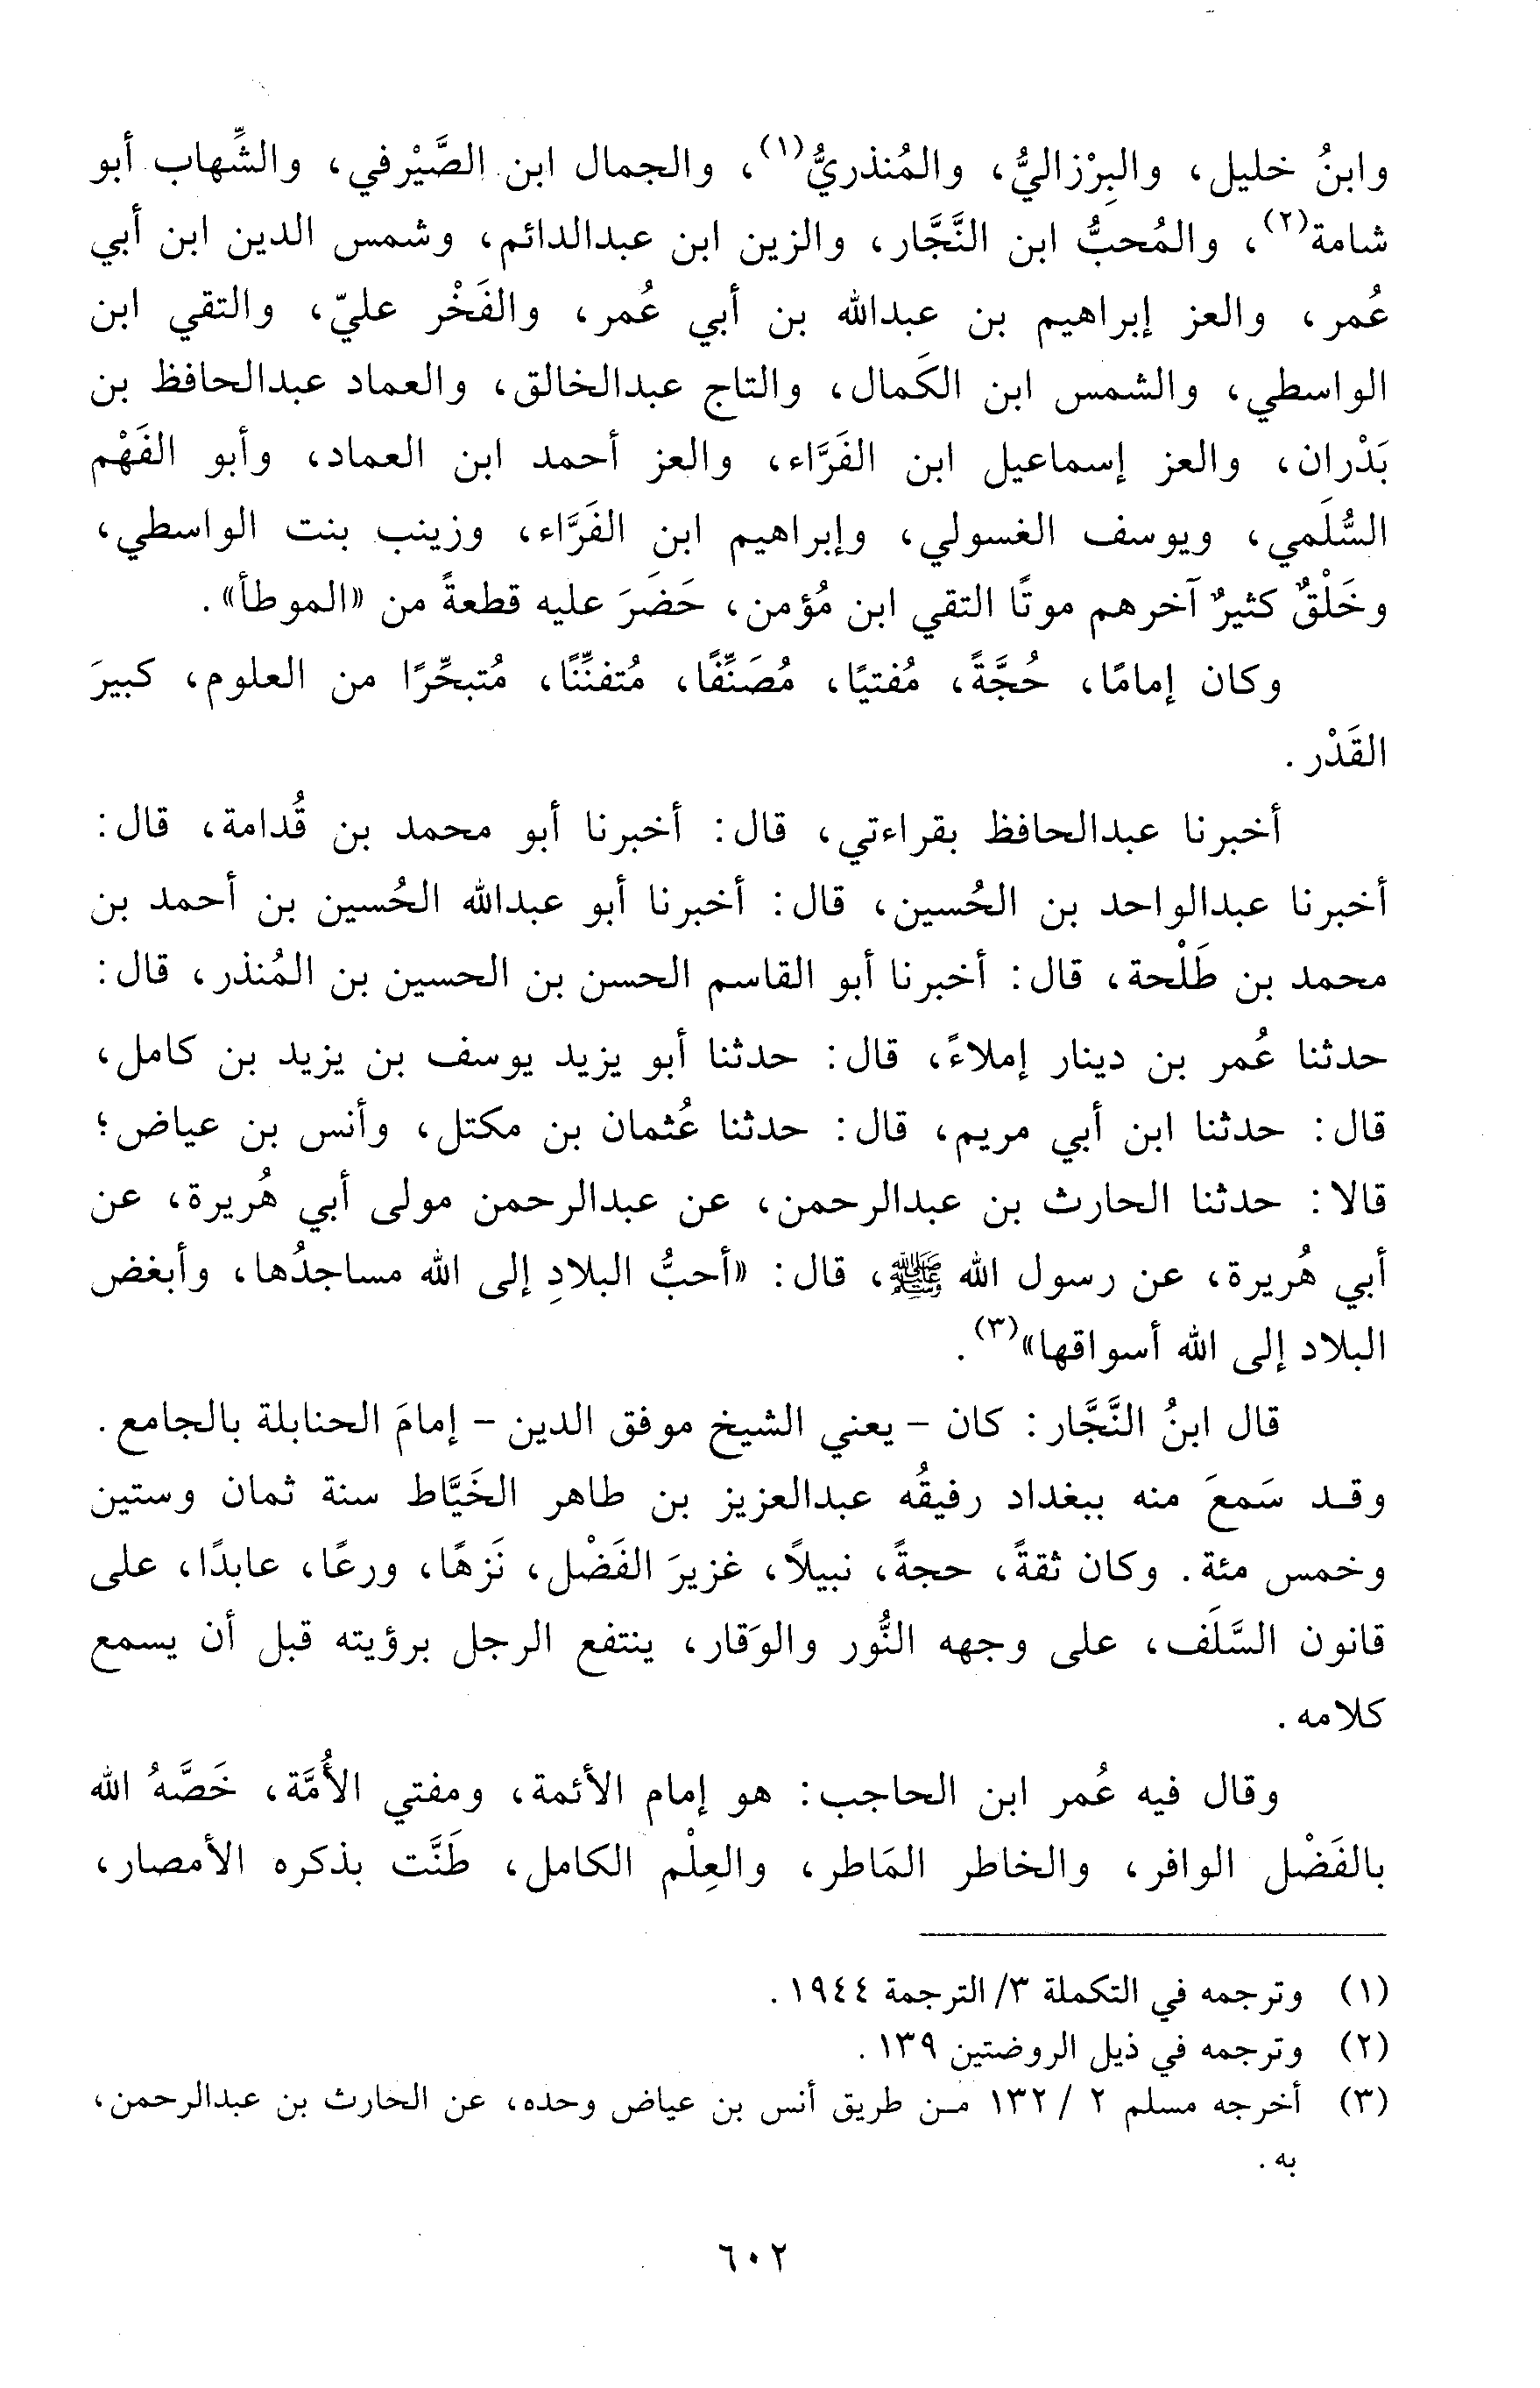 وابنُ خليل، والبِرْزاليُّ، والمُنذريُّ(١)، والجمال ابن الصَّيْرفي، والشِّهاب أبو
شامة(٢)، والمُحبُّ ابن النَّجَّار، والزين ابن عبدالدائم، وشمس الدين ابن أبي
عُمر، والعز إبراهيم بن عبدالله بن أبي عُمر، والفَخْر عليّ، والتقي ابن
الواسطي، والشمس ابن الكَمال، والتاج عبدالخالق، والعماد عبدالحافظ بن
بَدْران، والعز إسماعيل ابن الفَرَّاء، والعز أحمد ابن العماد، وأبو الفَهْم
السُّلَمي، ويوسف الغسولي، وإبراهيم ابن الفَرَّاء، وزينب بنت الواسطي،
وخَلْقٌ كثيرٌ آخرهم موتًا التقي ابن مُؤمن، حَضَرَ عليه قطعةً من «الموطأ».
وكان إمامًا، حُجَّةً، مُفتيًا، مُصَنِّفًا، مُتفنِّنًا، مُتبحِّرًا من العلوم، كبيرَ
القَدْر.
أخبرنا عبدالحافظ بقراءتي، قال: أخبرنا أبو محمد بن قُدامة، قال:
أخبرنا عبدالواحد بن الحُسين، قال: أخبرنا أبو عبدالله الحُسين بن أحمد بن
محمد بن طَلْحة، قال: أخبرنا أبو القاسم الحسن بن الحسين بن المُنذر، قال:
حدثنا عُمر بن دينار إملاءً، قال: حدثنا أبو يزيد يوسف بن يزيد بن كامل،
قال: حدثنا ابن أبي مريم، قال: حدثنا عُثمان بن مكتل، وأنس بن عياض؛
قالا: حدثنا الحارث بن عبدالرحمن، عن عبدالرحمن مولى أبي هُريرة، عن
أبي هُريرة، عن رسول الله ﷺ، قال: «أحبُّ البلادِ إلى الله مساجدُها، وأبغض
البلاد إلى الله أسواقها»(٣).
قال ابنُ النَّجَّار: كان - يعني الشيخ موفق الدين - إمامَ الحنابلة بالجامع.
وقد سَمعَ منه ببغداد رفيقُه عبدالعزيز بن طاهر الخَيَّاط سنة ثمان وستين
وخمس مئة. وكان ثقةً، حجةً، نبيلاً، غزيرَ الفَضْل، نَزهًا، ورعًا، عابدًا، على
قانون السَّلَف، على وجهه النُّور والوَقار، ينتفع الرجل برؤيته قبل أن يسمع
كلامه.
وقال فيه عُمر ابن الحاجب: هو إمام الأئمة، ومفتي الأُمَّة، خَصَّهُ الله
بالفَضْل الوافر، والخاطر المَاطر، والعِلْم الكامل، طَنَّت بذكره الأمصار،
(١) وترجمه في التكملة ٣/ الترجمة ١٩٤٤.
(٢) وترجمه في ذيل الروضتين ١٣٩.
(٣) أخرجه مسلم ٢ / ١٣٢ من طريق أنس بن عياض وحده، عن الحارث بن عبدالرحمن،
به.
٦٠٢